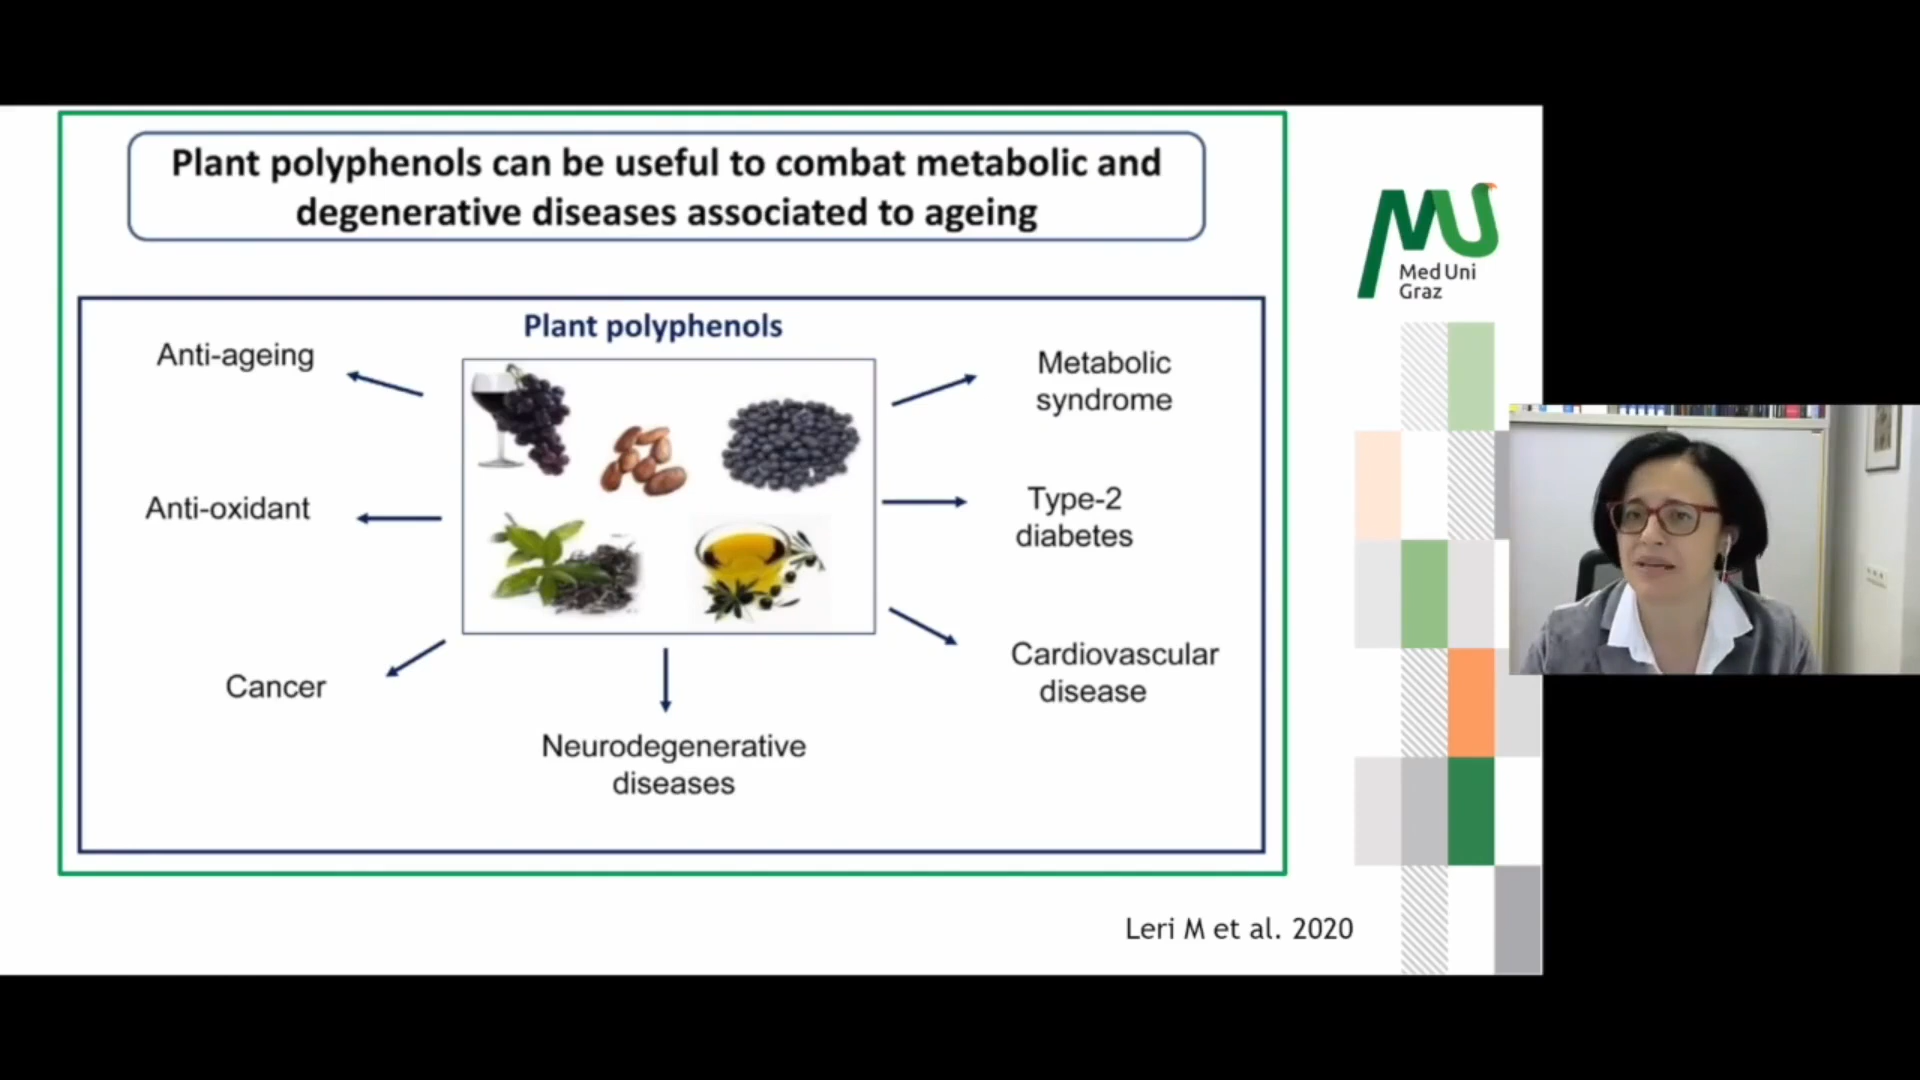 Plant polyphenols can be useful to combat metabolic and
degenerative diseases associated to ageing
Plant polyphenols
Anti-ageing
Anti-oxidant
Cancer
Neurodegenerative
diseases
Metabolic
syndrome
Type-2
diabetes
Cardiovascular
disease
Med Uni
Graz
Leri M et al. 2020